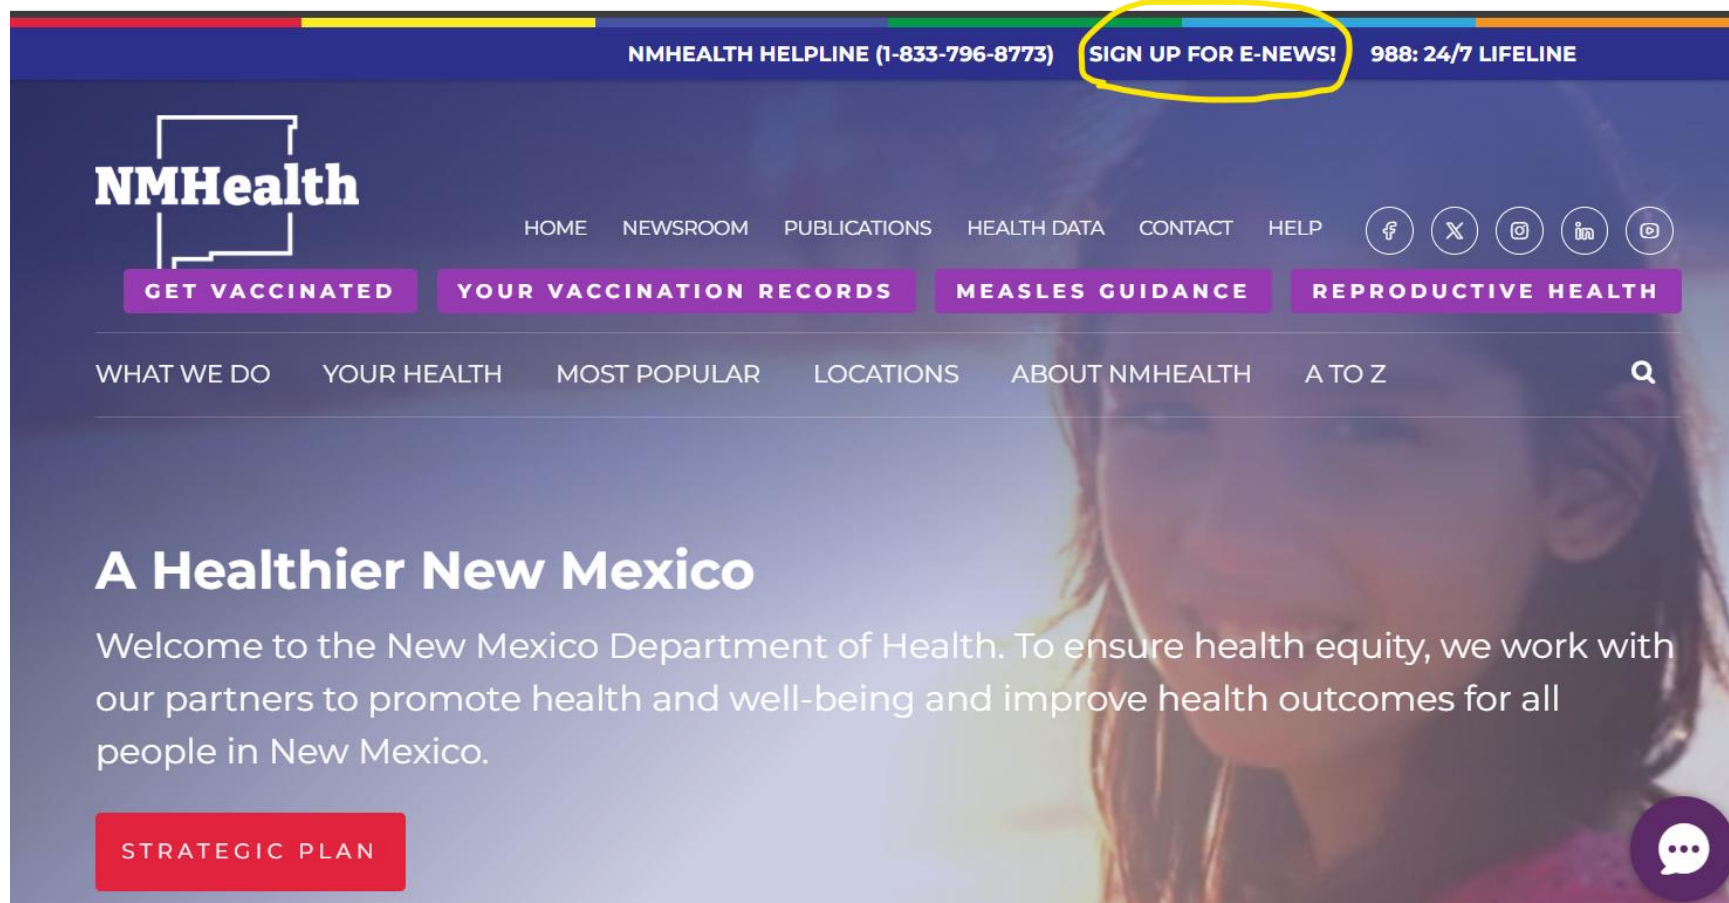 NMHEALTH HELPLINE (1-833-796-8773) SIGN UP FOR E-NEWS! 988: 24/7 LIFELINE
NMHealth
HOME NEWSROOM PUBLICATIONS HEALTH DATA CONTACT HELP
GET VACCINATED YOUR VACCINATION RECORDS MEASLES GUIDANCE REPRODUCTIVE HEALTH
WHAT WE DO YOUR HEALTH MOST POPULAR LOCATIONS ABOUT NMHEALTH A TO Z
A Healthier New Mexico
Welcome to the New Mexico Department of Health. To ensure health equity, we work with
our partners to promote health and well-being and improve health outcomes for all
people in New Mexico.
STRATEGIC PLAN